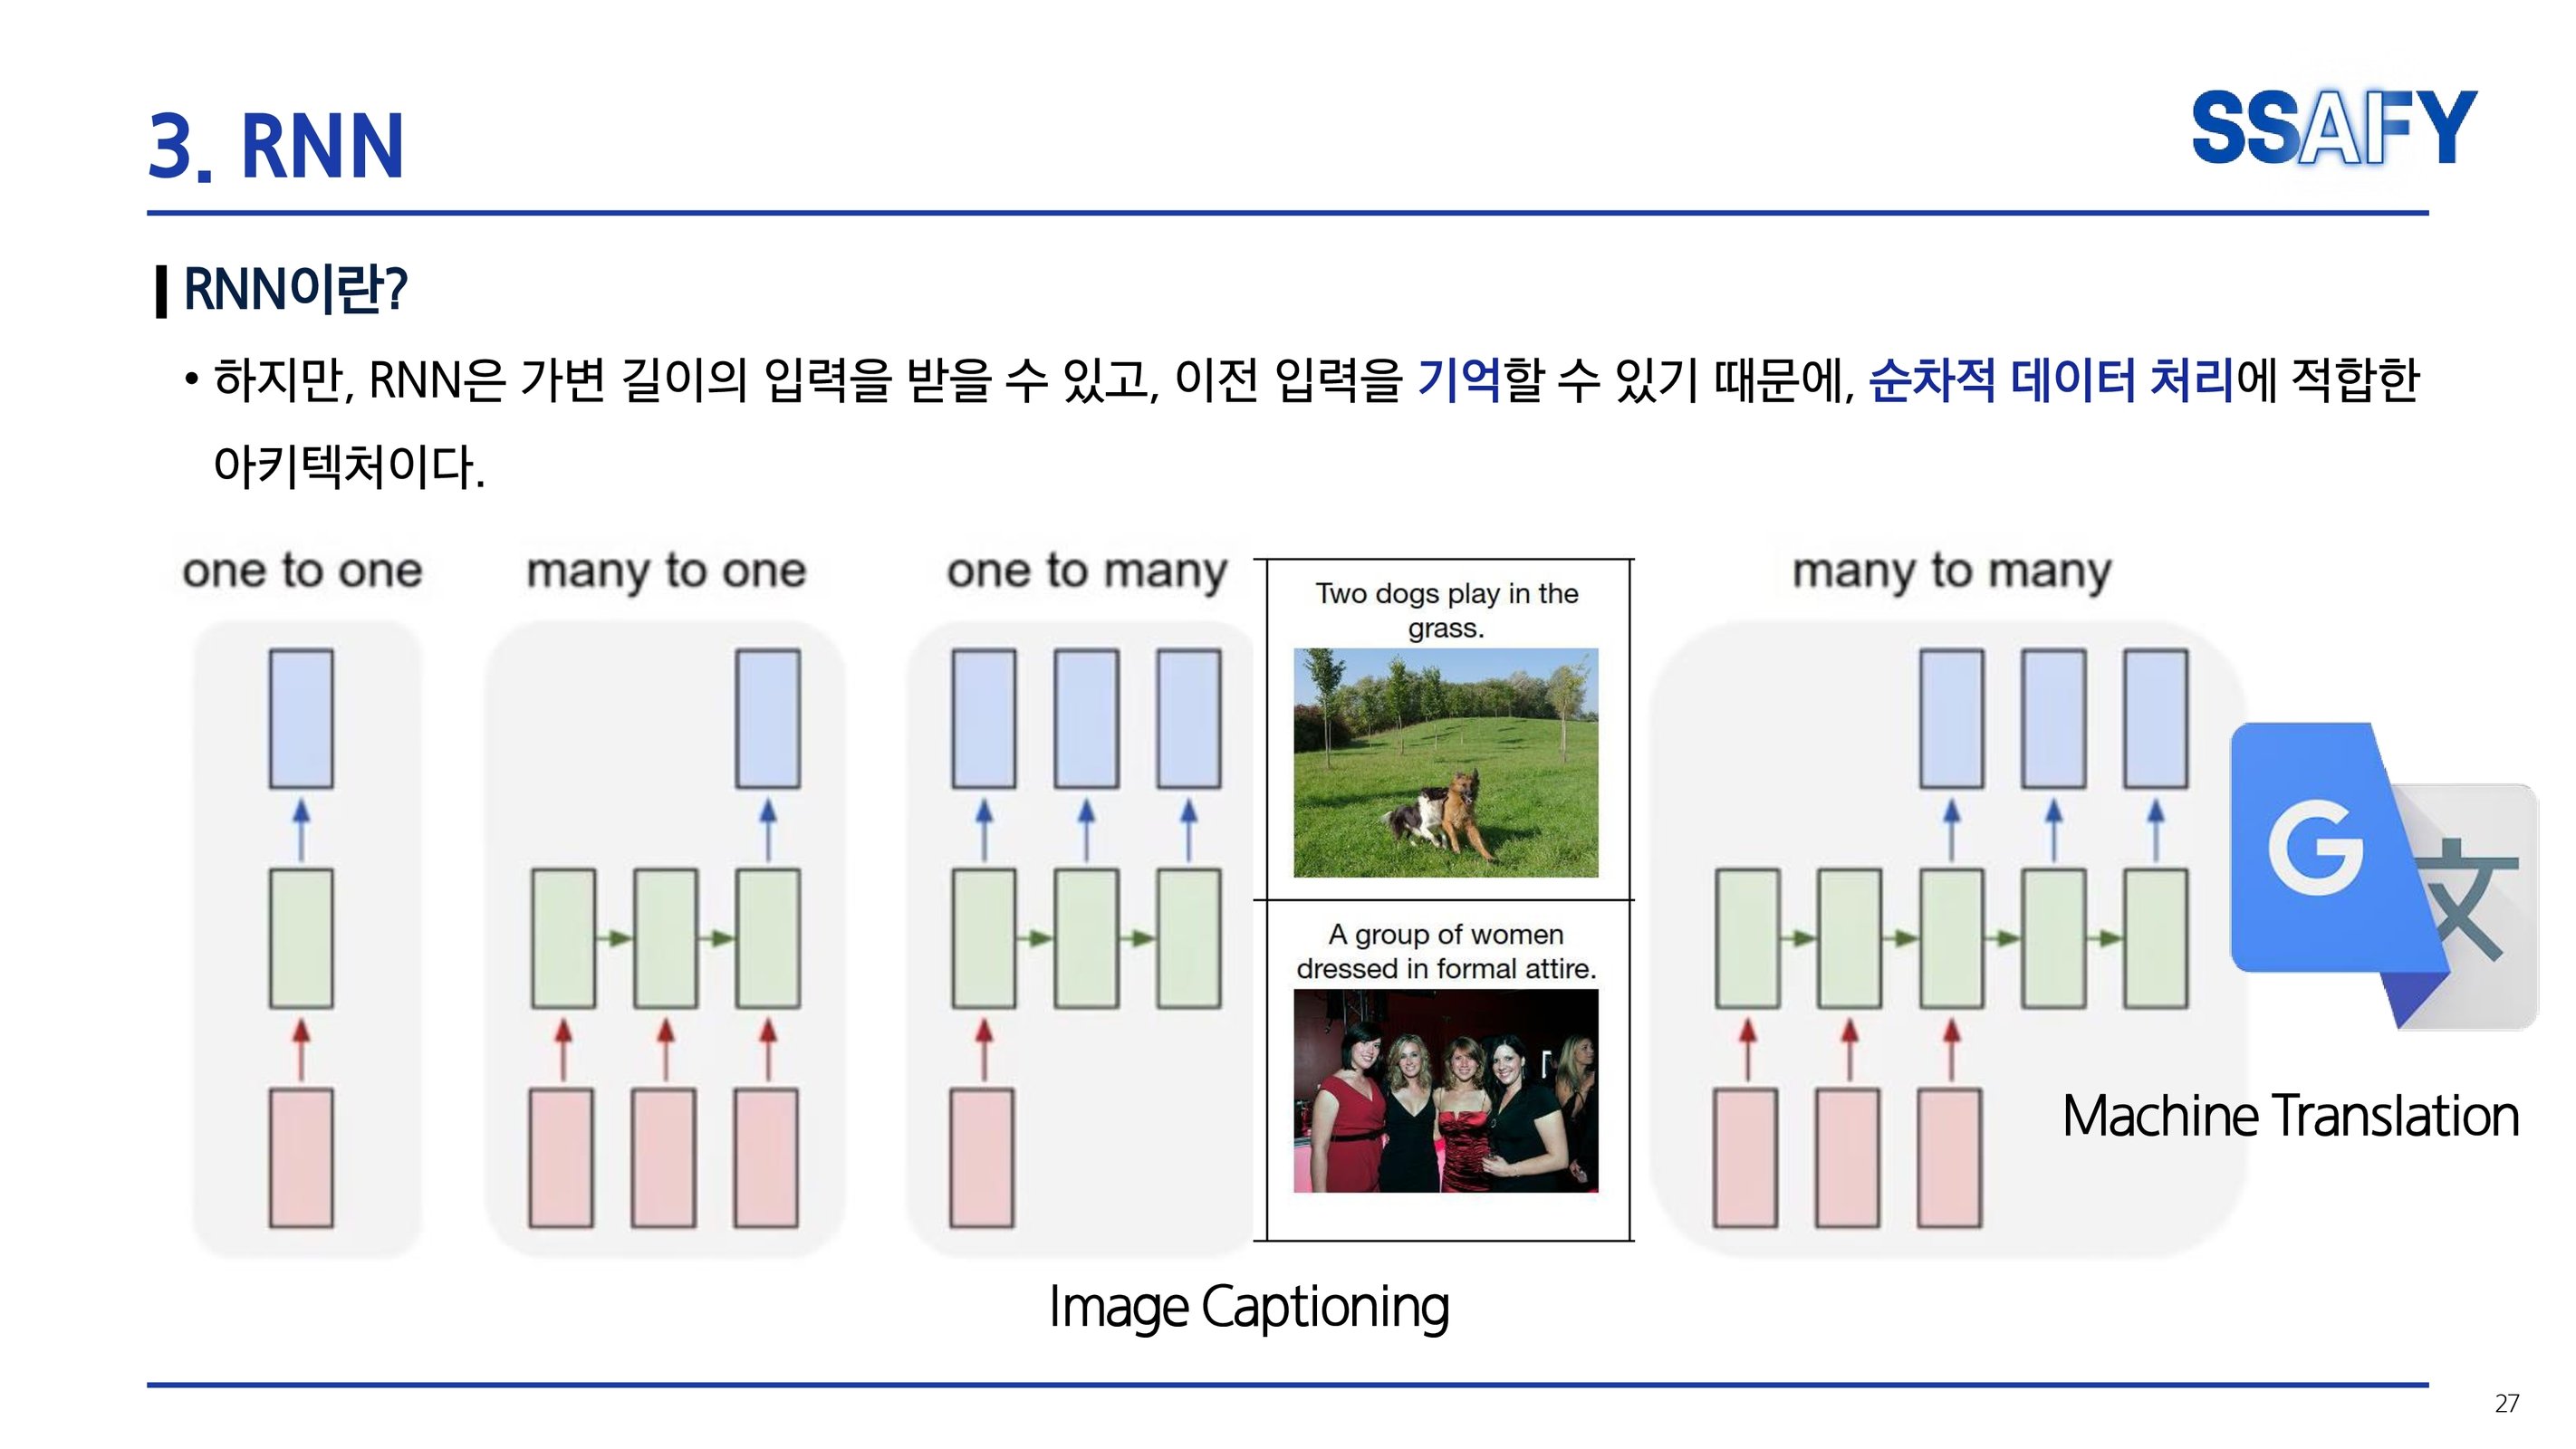 3. RNN
SSAFY
RNN이란?
• 하지만, RNN은 가변 길이의 입력을 받을 수 있고, 이전 입력을 기억할 수 있기 때문에, 순차적 데이터 처리에 적합한
아키텍처이다.
one to one
many to one
one to many
Two dogs play in the
grass.
A group of women
dressed in formal attire.
Image Captioning
many to many
G
文
Machine Translation
27